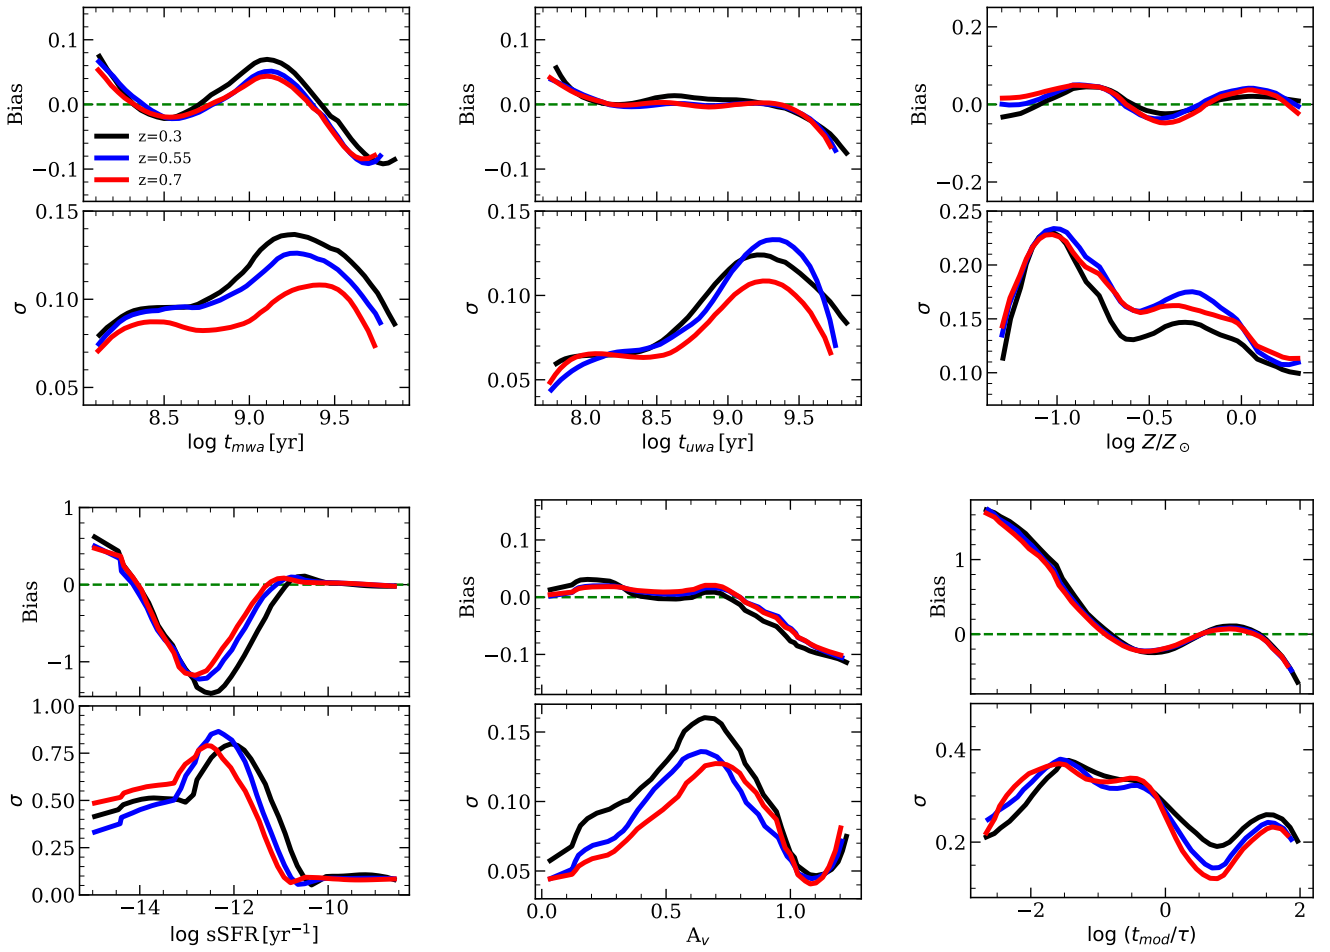 0.1
0.0
−0.1
Bias
z=0.3
z=0.55
z=0.7
0.15
0.10
0.05
σ
8.5 9.0 9.5
log t_mwa [yr]
0.1
0.0
−0.1
Bias
0.15
0.10
0.05
σ
8.0 8.5 9.0 9.5
log t_uwa [yr]
0.2
0.0
−0.2
Bias
0.25
0.20
0.15
0.10
σ
−1.0 −0.5 0.0
log Z/Z⊙
1
0
−1
Bias
1.00
0.75
0.50
0.25
0.00
σ
−14 −12 −10
log sSFR [yr⁻¹]
0.1
0.0
−0.1
Bias
0.15
0.10
0.05
σ
0.0 0.5 1.0
A_v
1
0
Bias
0.4
0.2
σ
−2 0 2
log (t_mod/τ)